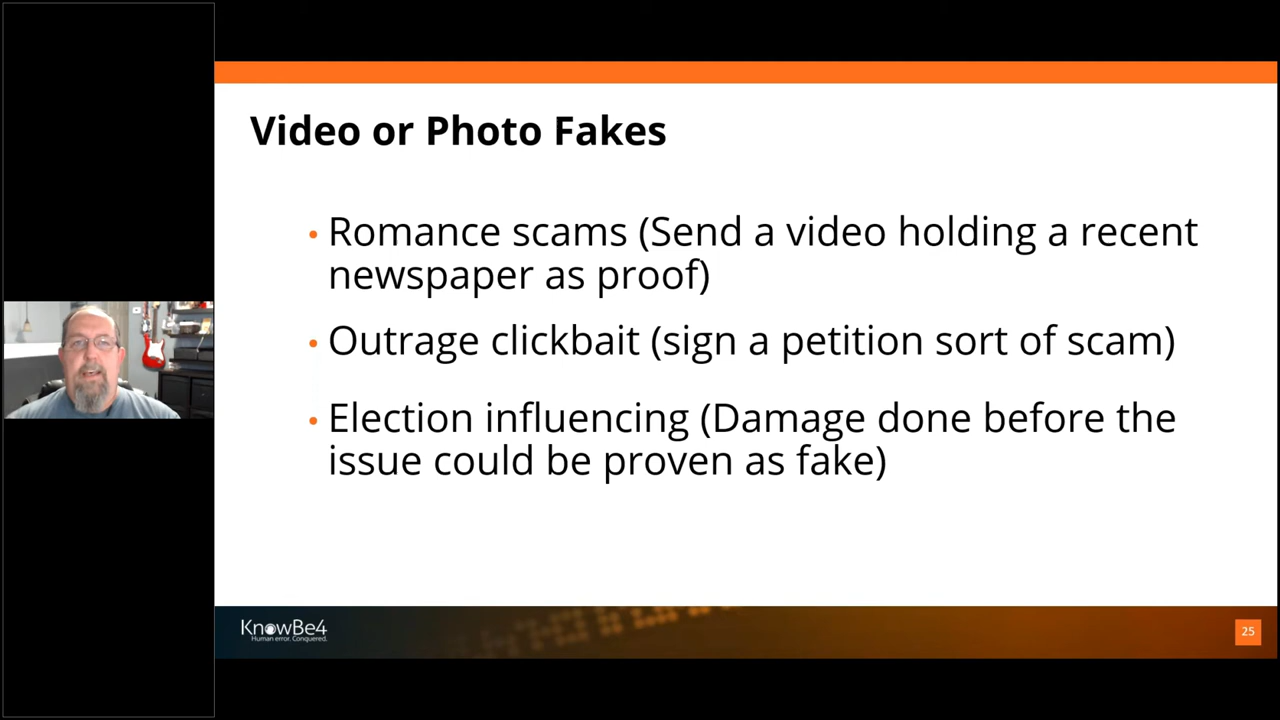 Video or Photo Fakes
• Romance scams (Send a video holding a recent
newspaper as proof)
• Outrage clickbait (sign a petition sort of scam)
• Election influencing (Damage done before the
issue could be proven as fake)
KnowBe4
Human error. Conquered.
25